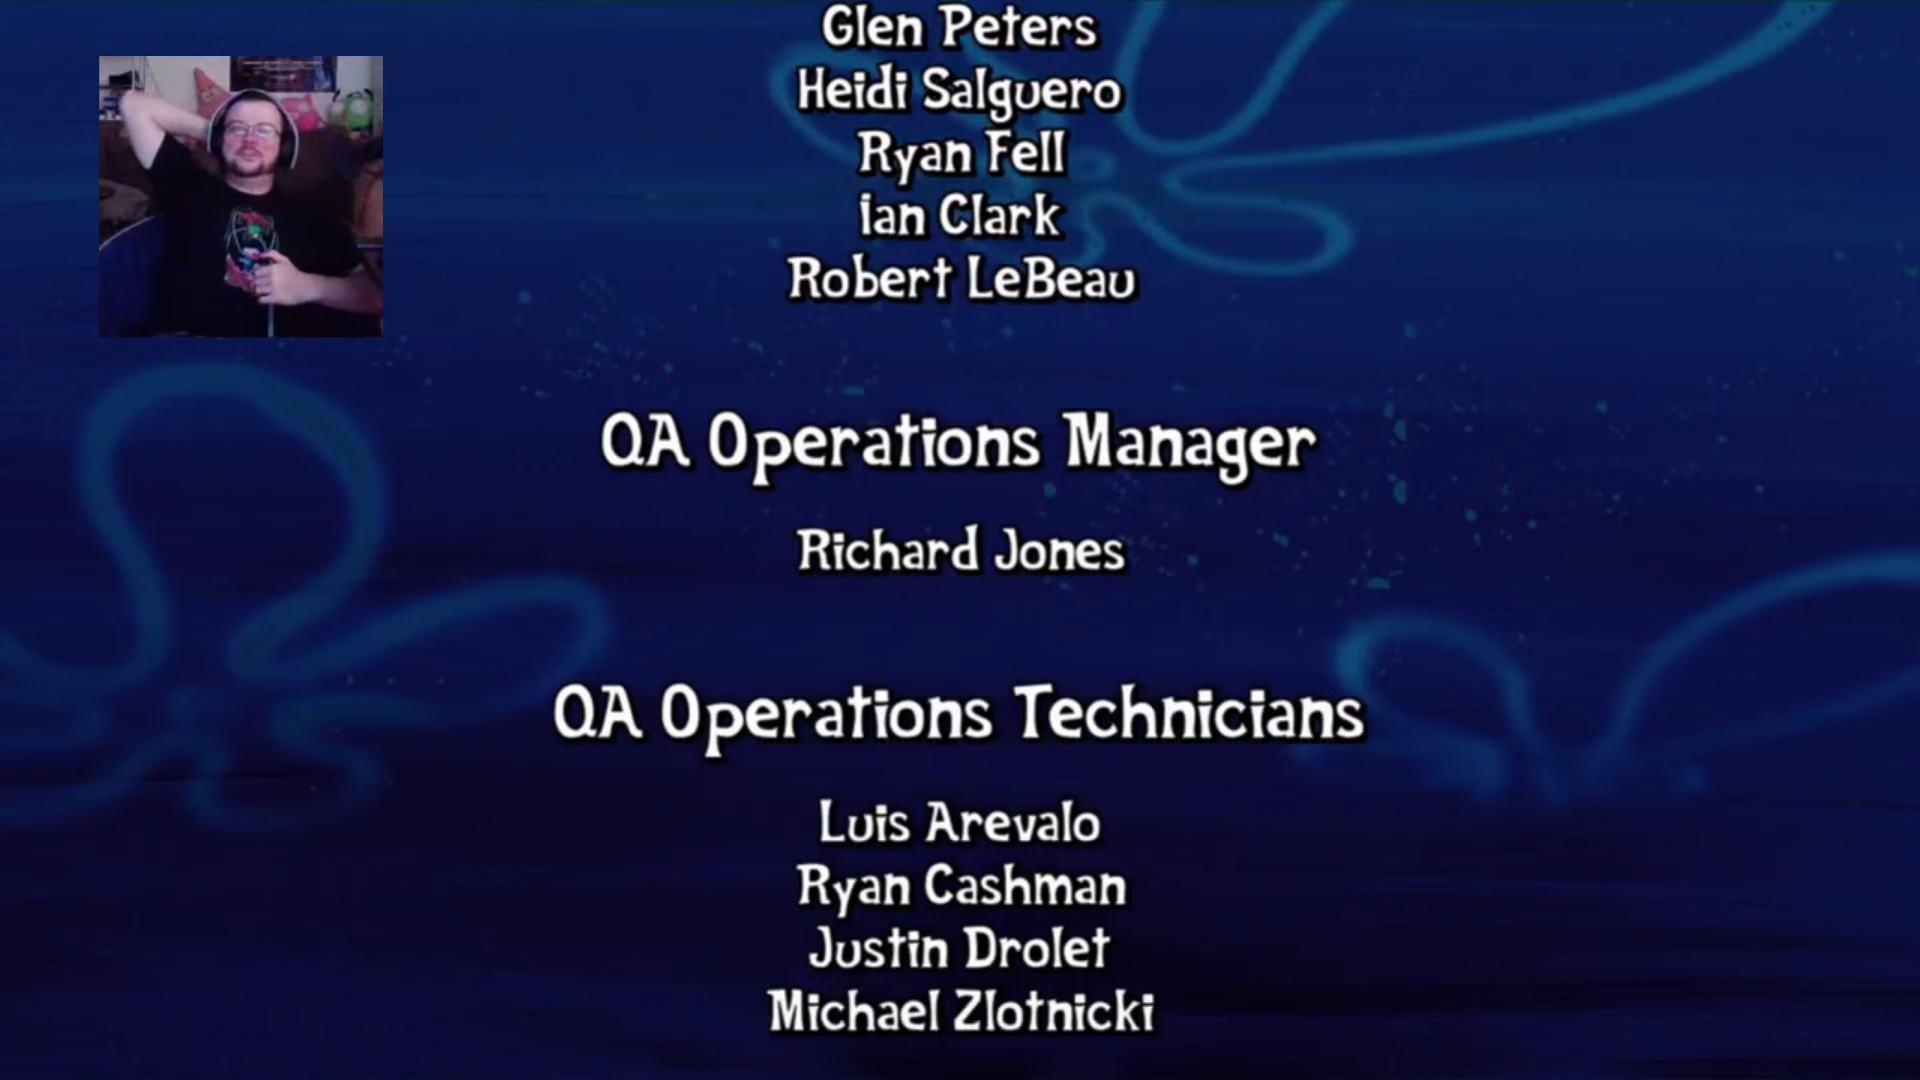 Glen Peters
Heidi Salguero
Ryan Fell
ian Clark
Robert LeBeau
QA Operations Manager
Richard Jones
QA Operations Technicians
Luis Arevalo
Ryan Cashman
Justin Drolet
Michael Zlotnicki